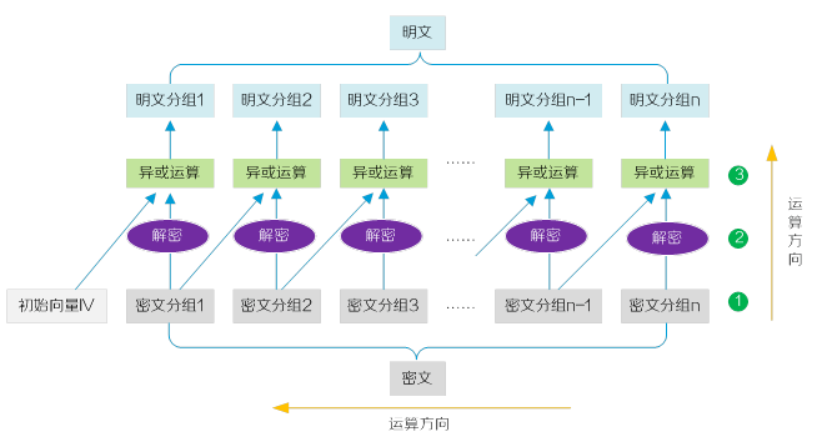 明文
明文分组1 明文分组2 明文分组3 明文分组n-1 明文分组n
异或运算 异或运算 异或运算 …… 异或运算 异或运算 3
解密 解密 解密 …… 解密 解密 2
初始向量IV 密文分组1 密文分组2 密文分组3 …… 密文分组n-1 密文分组n 1
密文
运算方向
运
算
方
向